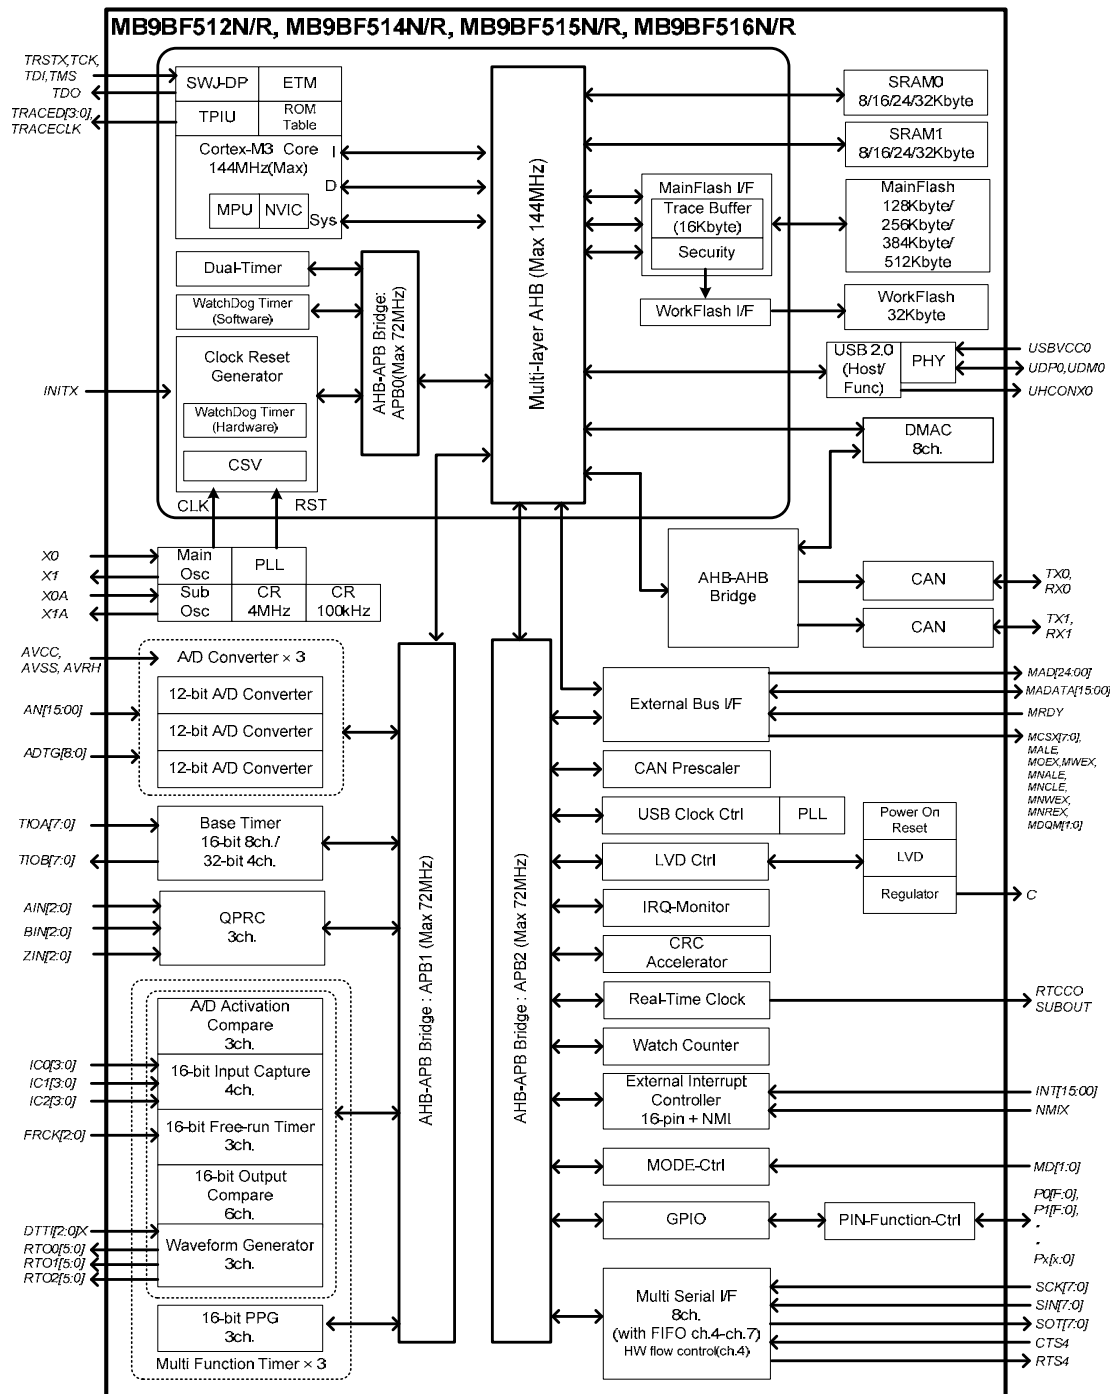 MB9BF512N/R, MB9BF514N/R, MB9BF515N/R, MB9BF516N/R
TRSTX,TCK,
TDI,TMS
TDO
TRACED[3:0],
TRACECLK
SWJ-DP
ETM
TPIU
ROM
Table
Cortex-M3 Core
144MHz(Max)
I
D
Sys
MPU
NVIC
Dual-Timer
WatchDog Timer
(Software)
Clock Reset
Generator
WatchDog Timer
(Hardware)
CSV
INITX
CLK
RST
AHB-APB Bridge:
APB0(Max 72MHz)
Multi-layer AHB (Max 144MHz)
SRAM0
8/16/24/32Kbyte
SRAM1
8/16/24/32Kbyte
MainFlash I/F
Trace Buffer
(16Kbyte)
Security
MainFlash
128Kbyte/
256Kbyte/
384Kbyte/
512Kbyte
WorkFlash I/F
WorkFlash
32Kbyte
USB 2.0
(Host/
Func)
PHY
USBVCC0
UDP0,UDM0
UHCONX0
DMAC
8ch.
AHB-AHB
Bridge
CAN
TX0,
RX0
CAN
TX1,
RX1
X0
X1
X0A
X1A
Main
Osc
PLL
Sub
Osc
CR
4MHz
CR
100kHz
AVCC,
AVSS, AVRH
AN[15:00]
ADTG[8:0]
A/D Converter × 3
12-bit A/D Converter
12-bit A/D Converter
12-bit A/D Converter
TIOA[7:0]
TIOB[7:0]
Base Timer
16-bit 8ch./
32-bit 4ch.
AIN[2:0]
BIN[2:0]
ZIN[2:0]
QPRC
3ch.
A/D Activation
Compare
3ch.
IC0[3:0]
IC1[3:0]
IC2[3:0]
16-bit Input Capture
4ch.
FRCK[2:0]
16-bit Free-run Timer
3ch.
16-bit Output
Compare
6ch.
DTTI[2:0]X
RTO0[5:0]
RTO1[5:0]
RTO2[5:0]
Waveform Generator
3ch.
16-bit PPG
3ch.
Multi Function Timer × 3
AHB-APB Bridge : APB1 (Max 72MHz)
AHB-APB Bridge : APB2 (Max 72MHz)
External Bus I/F
MAD[24:00]
MADATA[15:00]
MRDY
MCSX[7:0],
MALE,
MOEX,MWEX,
MNALE,
MNCLE,
MNWEX,
MNREX,
MDQM[1:0]
CAN Prescaler
USB Clock Ctrl
PLL
LVD Ctrl
Power On
Reset
LVD
Regulator
C
IRQ-Monitor
CRC
Accelerator
Real-Time Clock
RTCCO
SUBOUT
Watch Counter
External Interrupt
Controller
16-pin + NMI
INT[15:00]
NMIX
MODE-Ctrl
MD[1:0]
GPIO
PIN-Function-Ctrl
P0[F:0],
P1[F:0],
.
.
Px[x:0]
Multi Serial I/F
8ch.
(with FIFO ch.4-ch.7)
HW flow control(ch.4)
SCK[7:0]
SIN[7:0]
SOT[7:0]
CTS4
RTS4